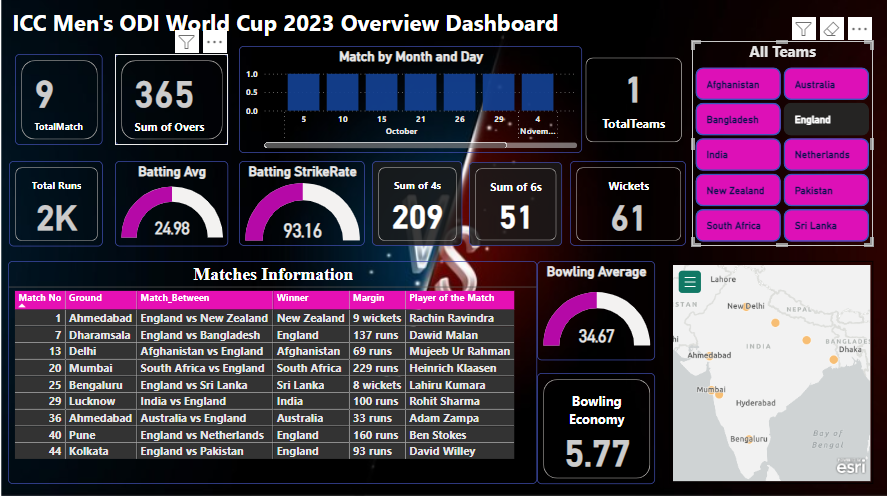 ICC Men's ODI World Cup 2023 Overview Dashboard
9
TotalMatch
365
Sum of Overs
Match by Month and Day
1.0
0.5
0.0
5 10 15 21 26 29 4
October Novem...
1
TotalTeams
All Teams
Afghanistan Australia
Bangladesh England
India Netherlands
New Zealand Pakistan
South Africa Sri Lanka
Total Runs
2K
Batting Avg
24.98
Batting StrikeRate
93.16
Sum of 4s
209
Sum of 6s
51
Wickets
61
VS
Matches Information
Match No Ground Match_Between Winner Margin Player of the Match
1 Ahmedabad England vs New Zealand New Zealand 9 wickets Rachin Ravindra
7 Dharamsala England vs Bangladesh England 137 runs Dawid Malan
13 Delhi Afghanistan vs England Afghanistan 69 runs Mujeeb Ur Rahman
20 Mumbai South Africa vs England South Africa 229 runs Heinrich Klaasen
25 Bengaluru England vs Sri Lanka Sri Lanka 8 wickets Lahiru Kumara
29 Lucknow India vs England India 100 runs Rohit Sharma
36 Ahmedabad Australia vs England Australia 33 runs Adam Zampa
40 Pune England vs Netherlands England 160 runs Ben Stokes
44 Kolkata England vs Pakistan England 93 runs David Willey
Bowling Average
34.67
Bowling
Economy
5.77
Lahore
STAN
New Delhi
NEPAL
INDIA
BANGLADE
Dhaka
hi
Ahmedabad
Mumbai
Hyderabad
Bengaluru
Bay of
Bengal
esri